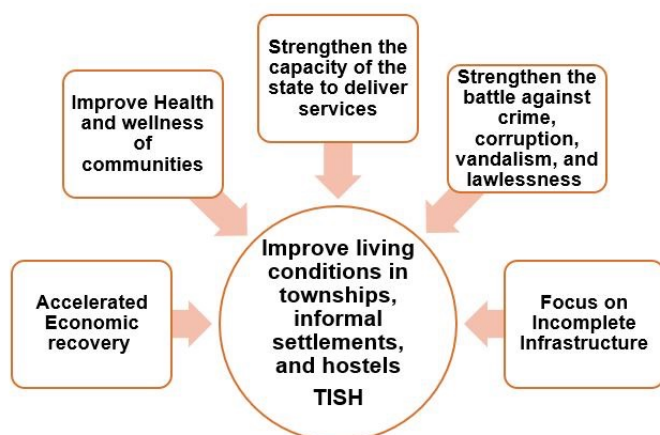 Strengthen the
capacity of the
state to deliver
services
Improve Health
and wellness
of
communities
Strengthen the
battle against
crime,
corruption,
vandalism, and
lawlessness
Accelerated
Economic
recovery
Improve living
conditions in
townships,
informal
settlements,
and hostels
TISH
Focus on
Incomplete
Infrastructure